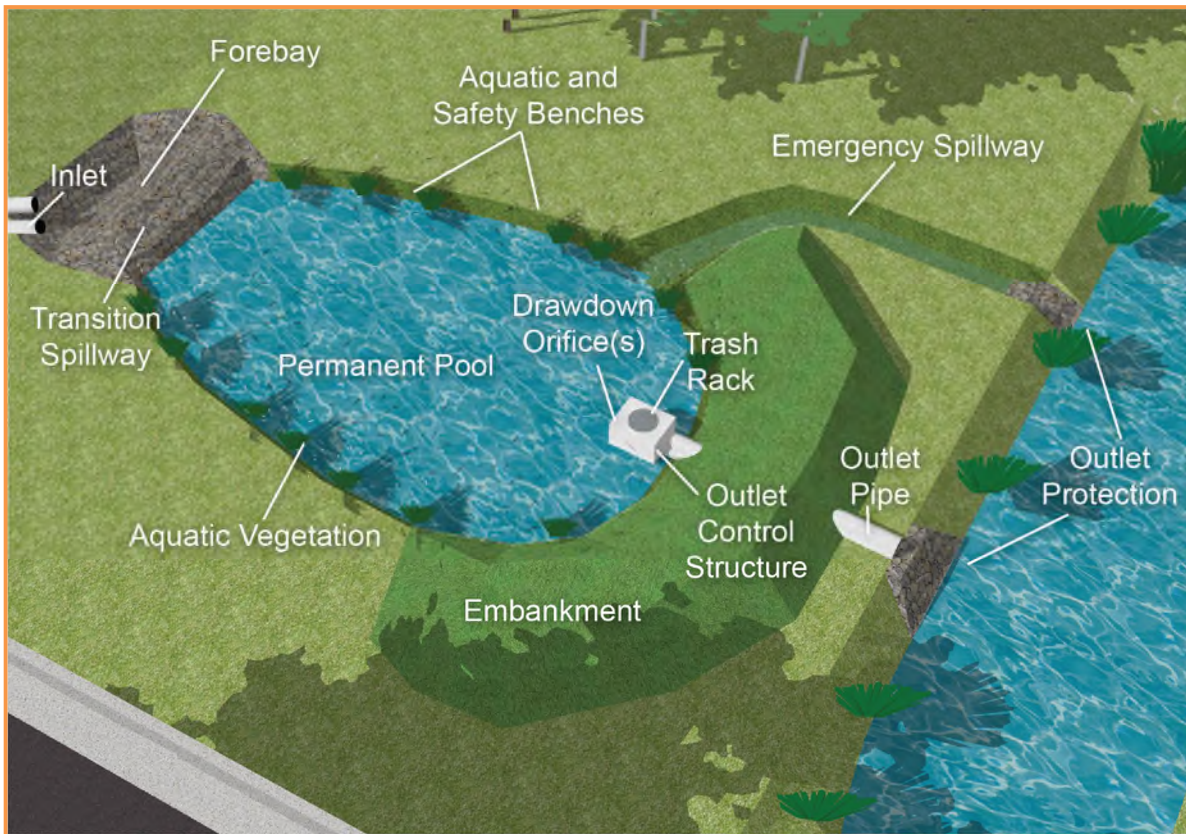 Forebay
Aquatic and
Safety Benches
Emergency Spillway
Inlet
Transition
Spillway
Drawdown
Orifice(s)
Trash
Rack
Permanent Pool
Outlet
Pipe
Outlet
Protection
Outlet
Control
Structure
Aquatic Vegetation
Embankment